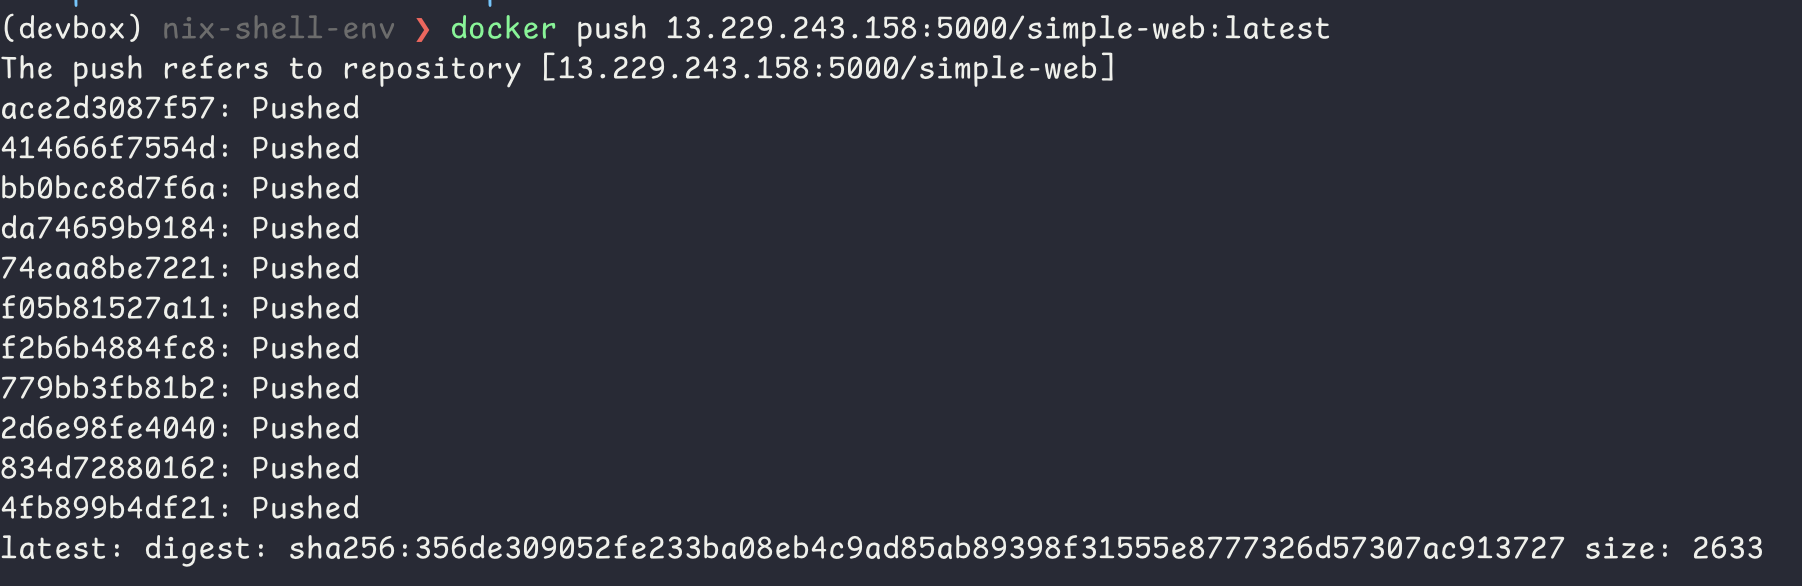 (devbox) nix-shell-env ❯ docker push 13.229.243.158:5000/simple-web:latest
The push refers to repository [13.229.243.158:5000/simple-web]
ace2d3087f57: Pushed
414666f7554d: Pushed
bb0bcc8d7f6a: Pushed
da74659b9184: Pushed
74eaa8be7221: Pushed
f05b81527a11: Pushed
f2b6b4884fc8: Pushed
779bb3fb81b2: Pushed
2d6e98fe4040: Pushed
834d72880162: Pushed
4fb899b4df21: Pushed
latest: digest: sha256:356de309052fe233ba08eb4c9ad85ab89398f31555e8777326d57307ac913727 size: 2633